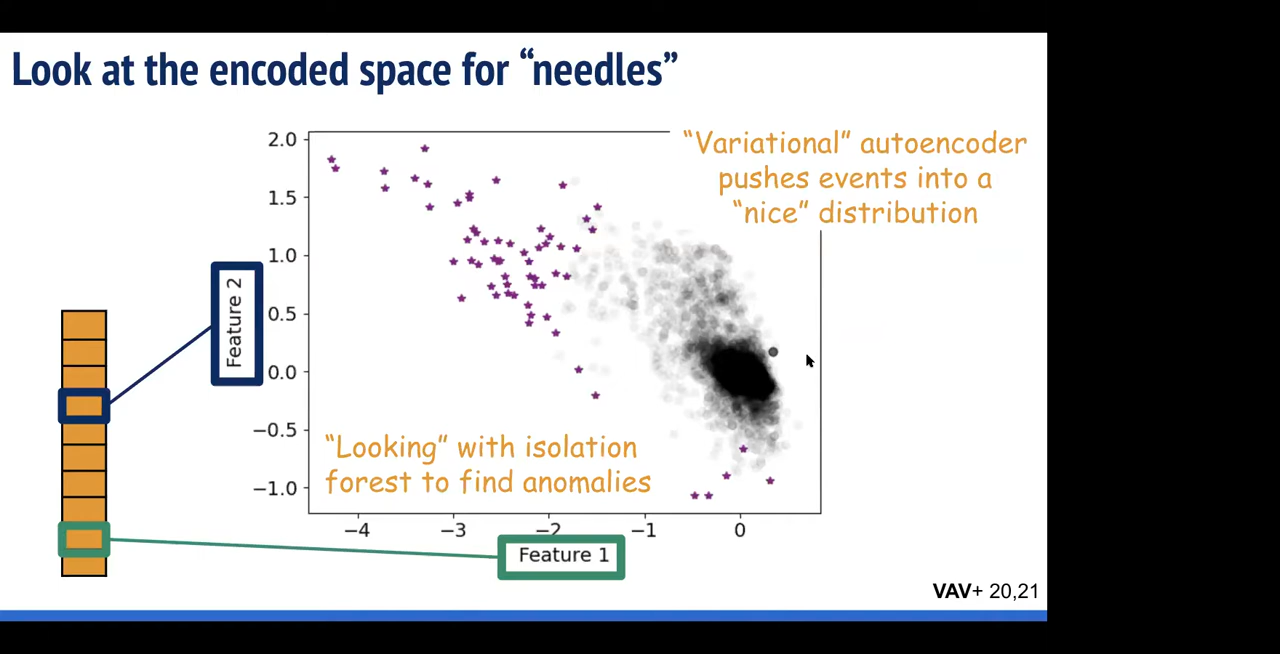 Look at the encoded space for “needles”
“Variational” autoencoder
pushes events into a
“nice” distribution
2.0
1.5
1.0
0.5
0.0
−0.5
−1.0
Feature 2
“Looking” with isolation
forest to find anomalies
−4
−3
−2
−1
0
Feature 1
VAV+ 20,21